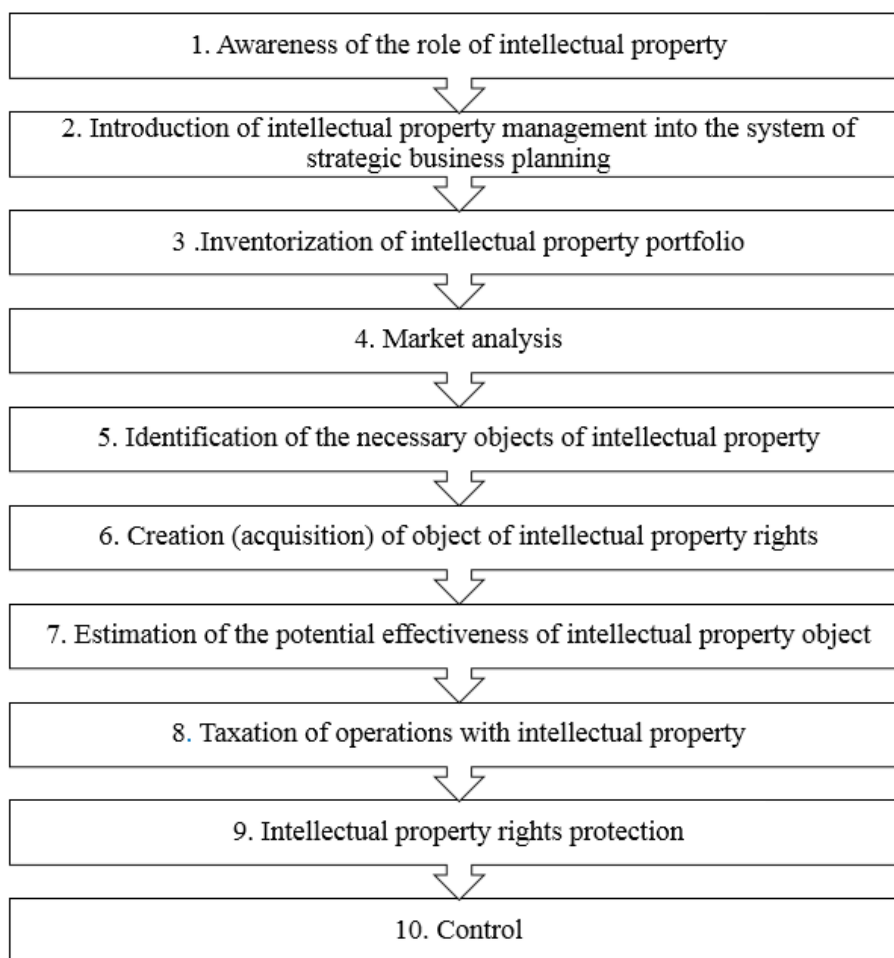 1. Awareness of the role of intellectual property
2. Introduction of intellectual property management into the system of
strategic business planning
3 .Inventorization of intellectual property portfolio
4. Market analysis
5. Identification of the necessary objects of intellectual property
6. Creation (acquisition) of object of intellectual property rights
7. Estimation of the potential effectiveness of intellectual property object
8. Taxation of operations with intellectual property
9. Intellectual property rights protection
10. Control